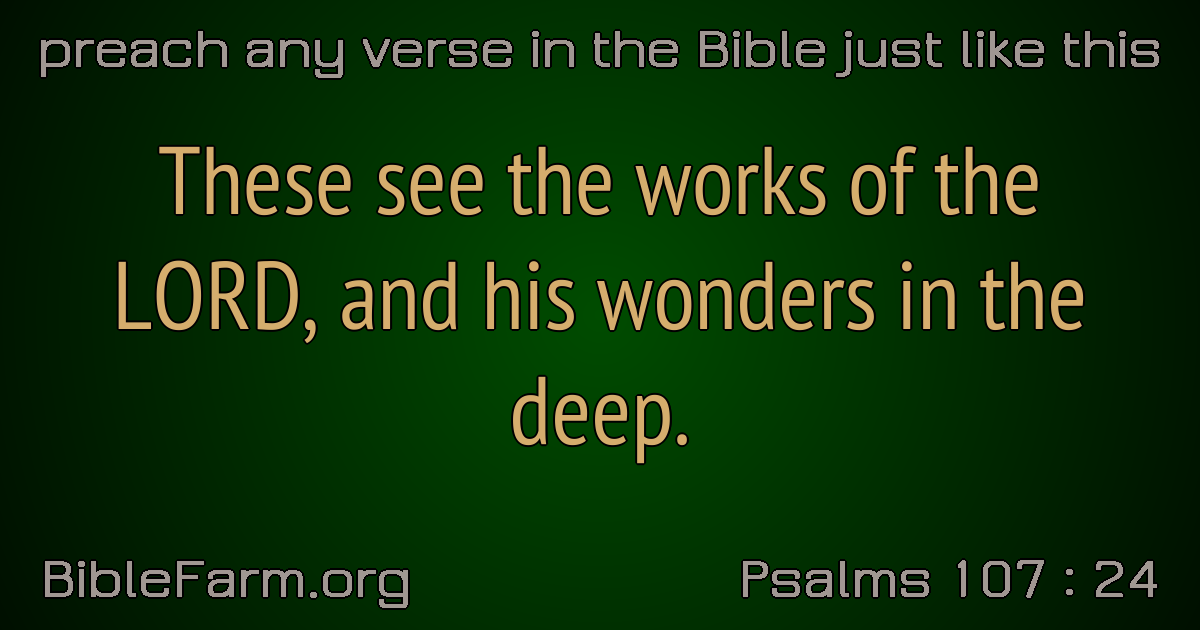 preach any verse in the Bible just like this
These see the works of the
LORD, and his wonders in the
deep.
BibleFarm.org
Psalms 107 : 24